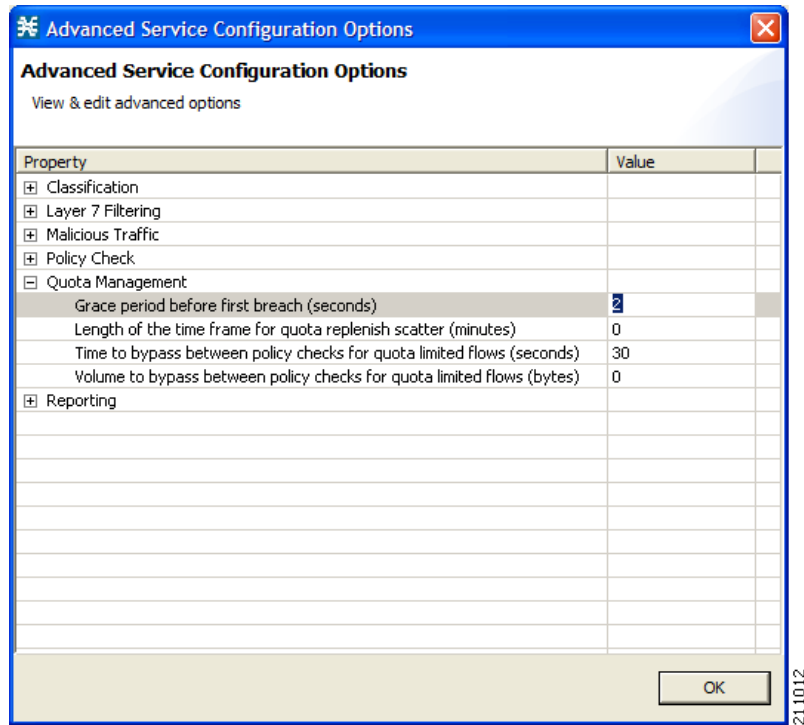 Advanced Service Configuration Options
Advanced Service Configuration Options
View & edit advanced options
Property Value
Classification
Layer 7 Filtering
Malicious Traffic
Policy Check
Quota Management
Grace period before first breach (seconds) 2
Length of the time frame for quota replenish scatter (minutes) 0
Time to bypass between policy checks for quota limited flows (seconds) 30
Volume to bypass between policy checks for quota limited flows (bytes) 0
Reporting
OK
211012